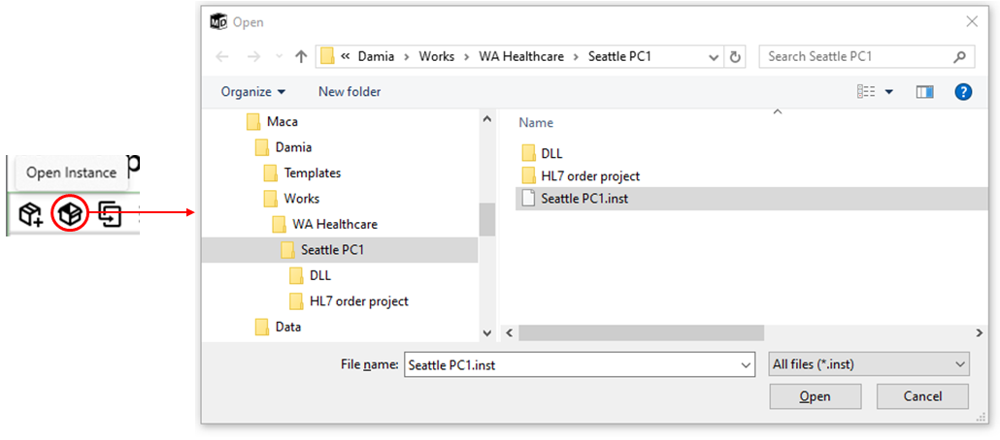 Open
« Damia › Works › WA Healthcare › Seattle PC1
Search Seattle PC1
Organize
New folder
Maca
Damia
Templates
Works
WA Healthcare
Seattle PC1
DLL
HL7 order project
Data
Name
DLL
HL7 order project
Seattle PC1.inst
Open Instance
File name:
Seattle PC1.inst
All files (*.inst)
Open
Cancel